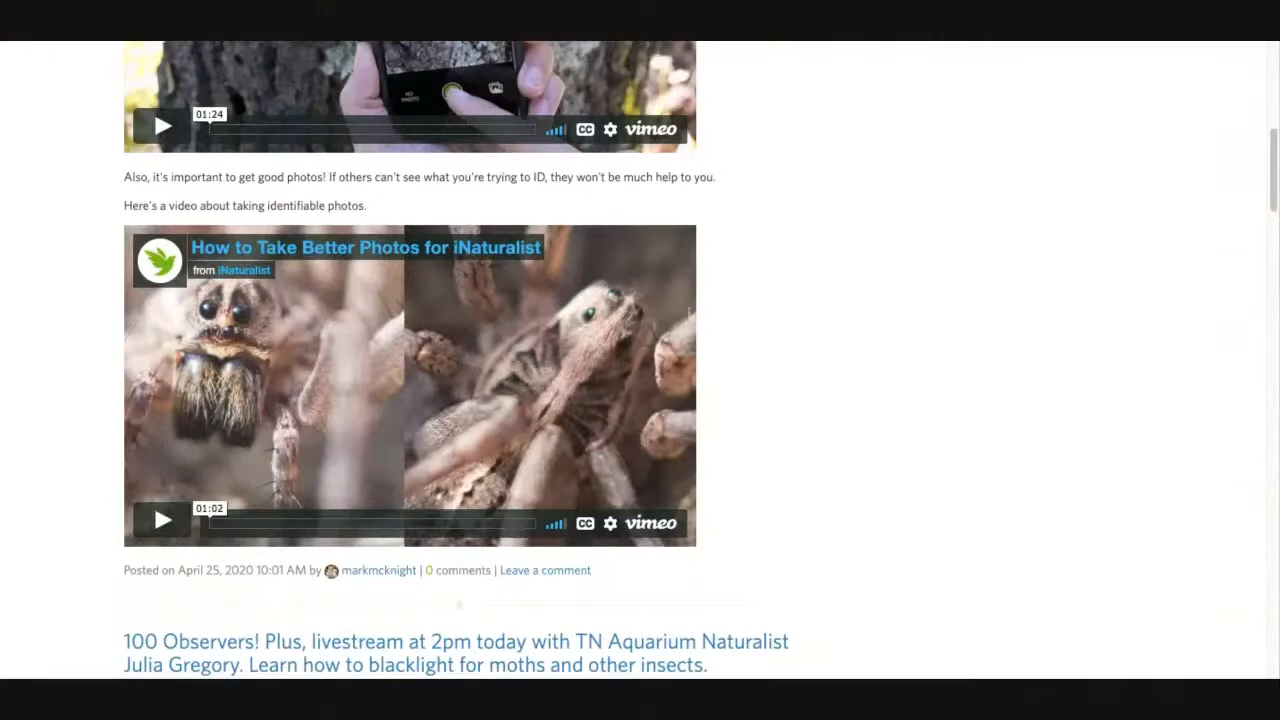 NO
PHOTO
01:24
CC
vimeo
Also, it's important to get good photos! If others can't see what you're trying to ID, they won't be much help to you.
Here's a video about taking identifiable photos.
How to Take Better Photos for iNaturalist
from iNaturalist
01:02
CC
vimeo
Posted on April 25, 2020 10:01 AM by markmcknight | 0 comments | Leave a comment
100 Observers! Plus, livestream at 2pm today with TN Aquarium Naturalist
Julia Gregory. Learn how to blacklight for moths and other insects.